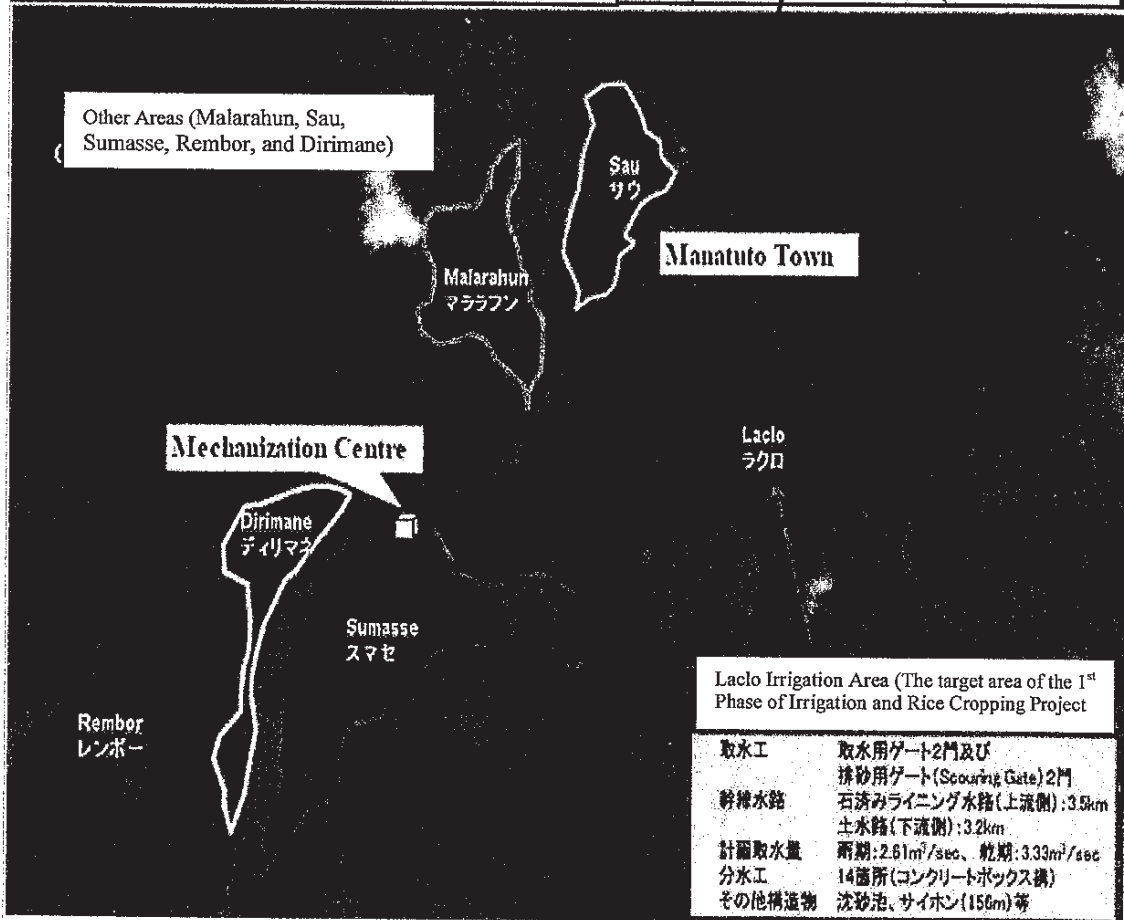 Other Areas (Malarahun, Sau,
Sumasse, Rembor, and Dirimane)
Sau
サウ
Manatuto Town
Malarahun
マララフン
Mechanization Centre
Laclo
ラクロ
Dirimane
ディリマネ
Sumasse
スマセ
Rembor
レンボー
Laclo Irrigation Area (The target area of the 1st
Phase of Irrigation and Rice Cropping Project
取水工 取水用ゲート2門及び
排砂用ゲート(Scouring Gate)2門
幹線水路 石済みライニング水路(上流側):3.5km
土水路(下流側):3.2km
計画取水量 雨期:2.61m³/sec、乾期:3.33m³/sec
分水工 14箇所(コンクリートボックス構)
その他構造物 沈砂池、サイホン(156m)等